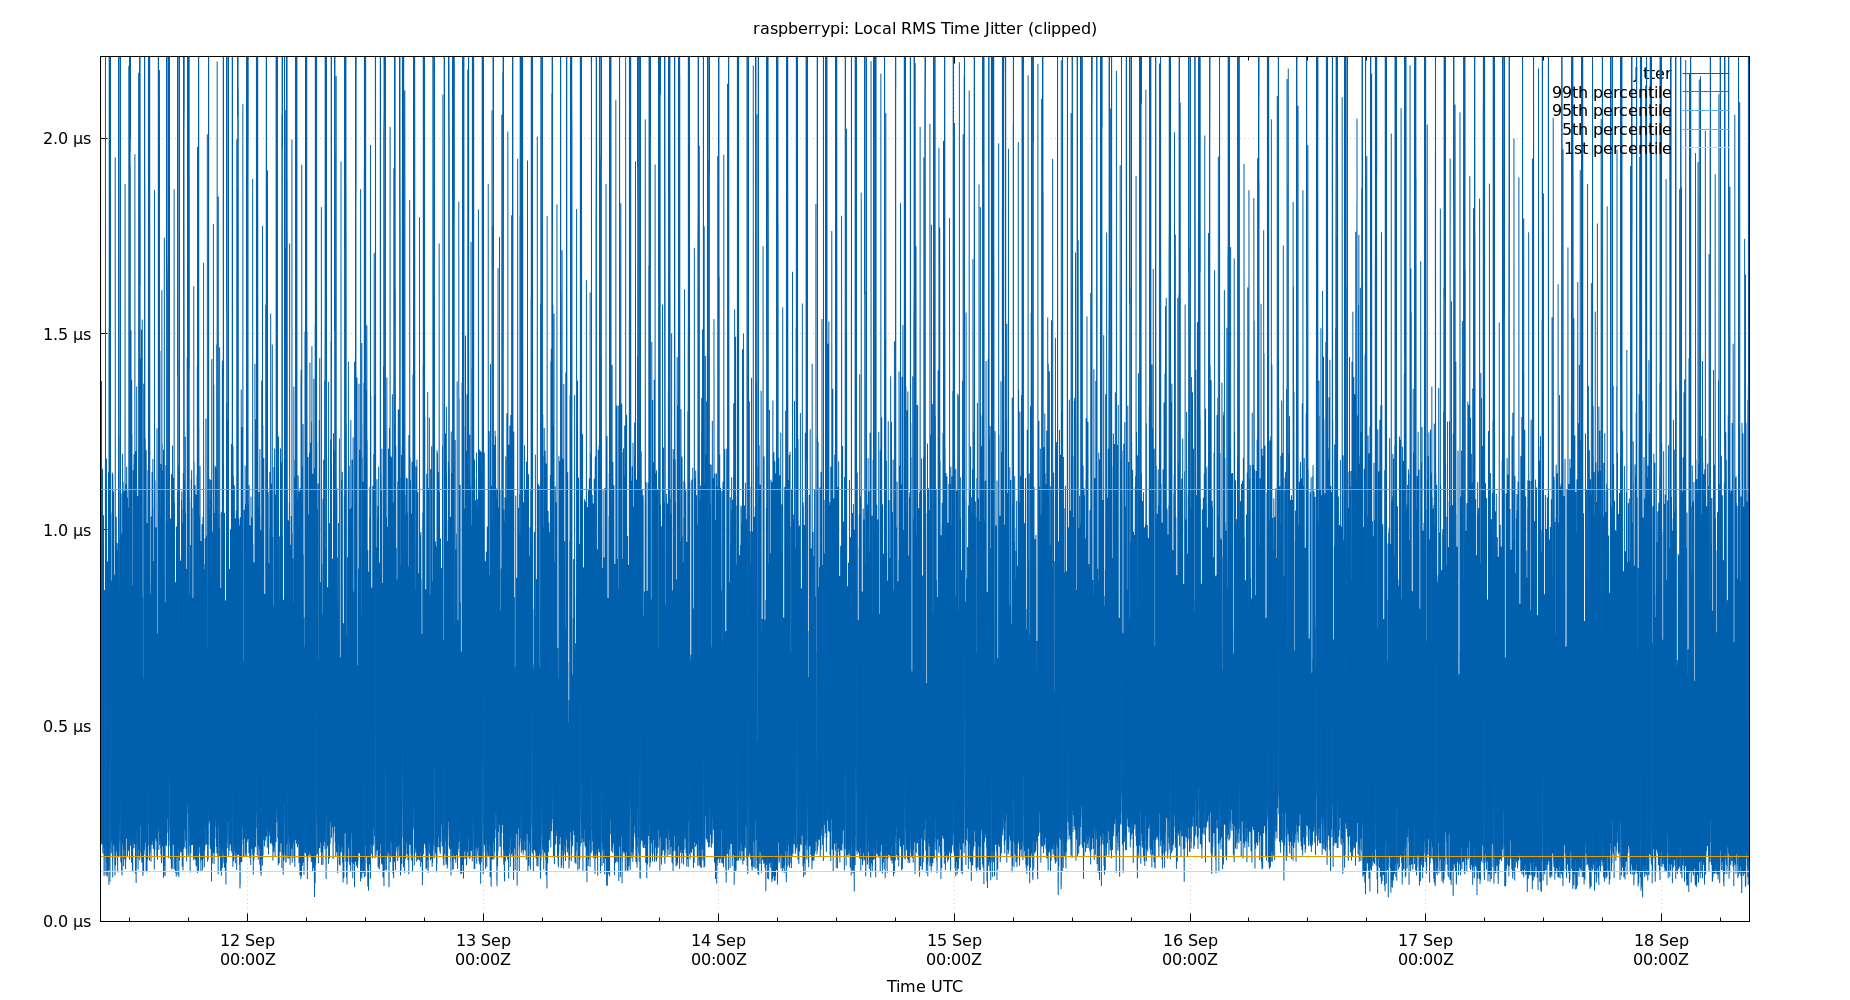 raspberrypi: Local RMS Time Jitter (clipped)
Jitter
99th percentile
95th percentile
5th percentile
1st percentile
2.0 μs
1.5 μs
1.0 μs
0.5 μs
0.0 μs
12 Sep
00:00Z
13 Sep
00:00Z
14 Sep
00:00Z
15 Sep
00:00Z
16 Sep
00:00Z
17 Sep
00:00Z
18 Sep
00:00Z
Time UTC